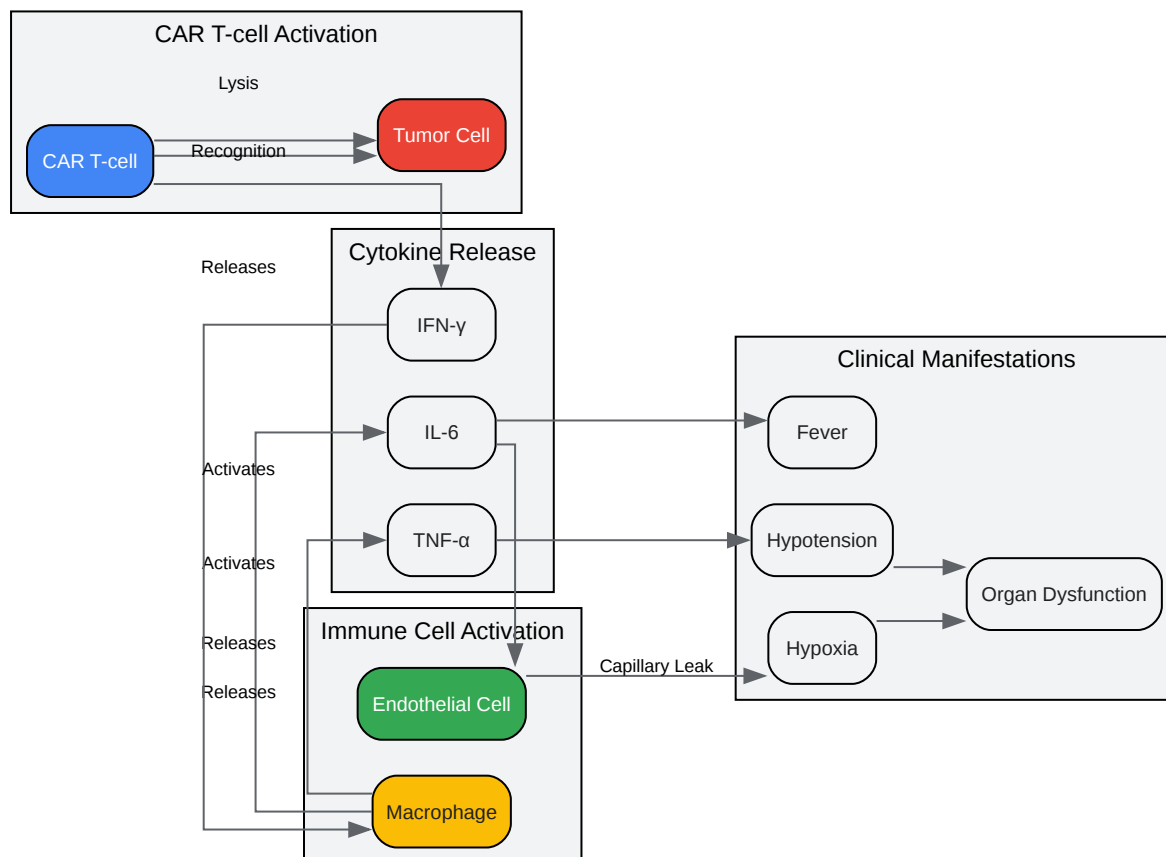 CAR T-cell Activation
Lysis
Tumor Cell
CAR T-cell
Recognition
Cytokine Release
Releases
IFN-γ
Clinical Manifestations
IL-6
Fever
Activates
TNF-α
Hypotension
Activates
Organ Dysfunction
Immune Cell Activation
Releases
Hypoxia
Capillary Leak
Releases
Endothelial Cell
Macrophage